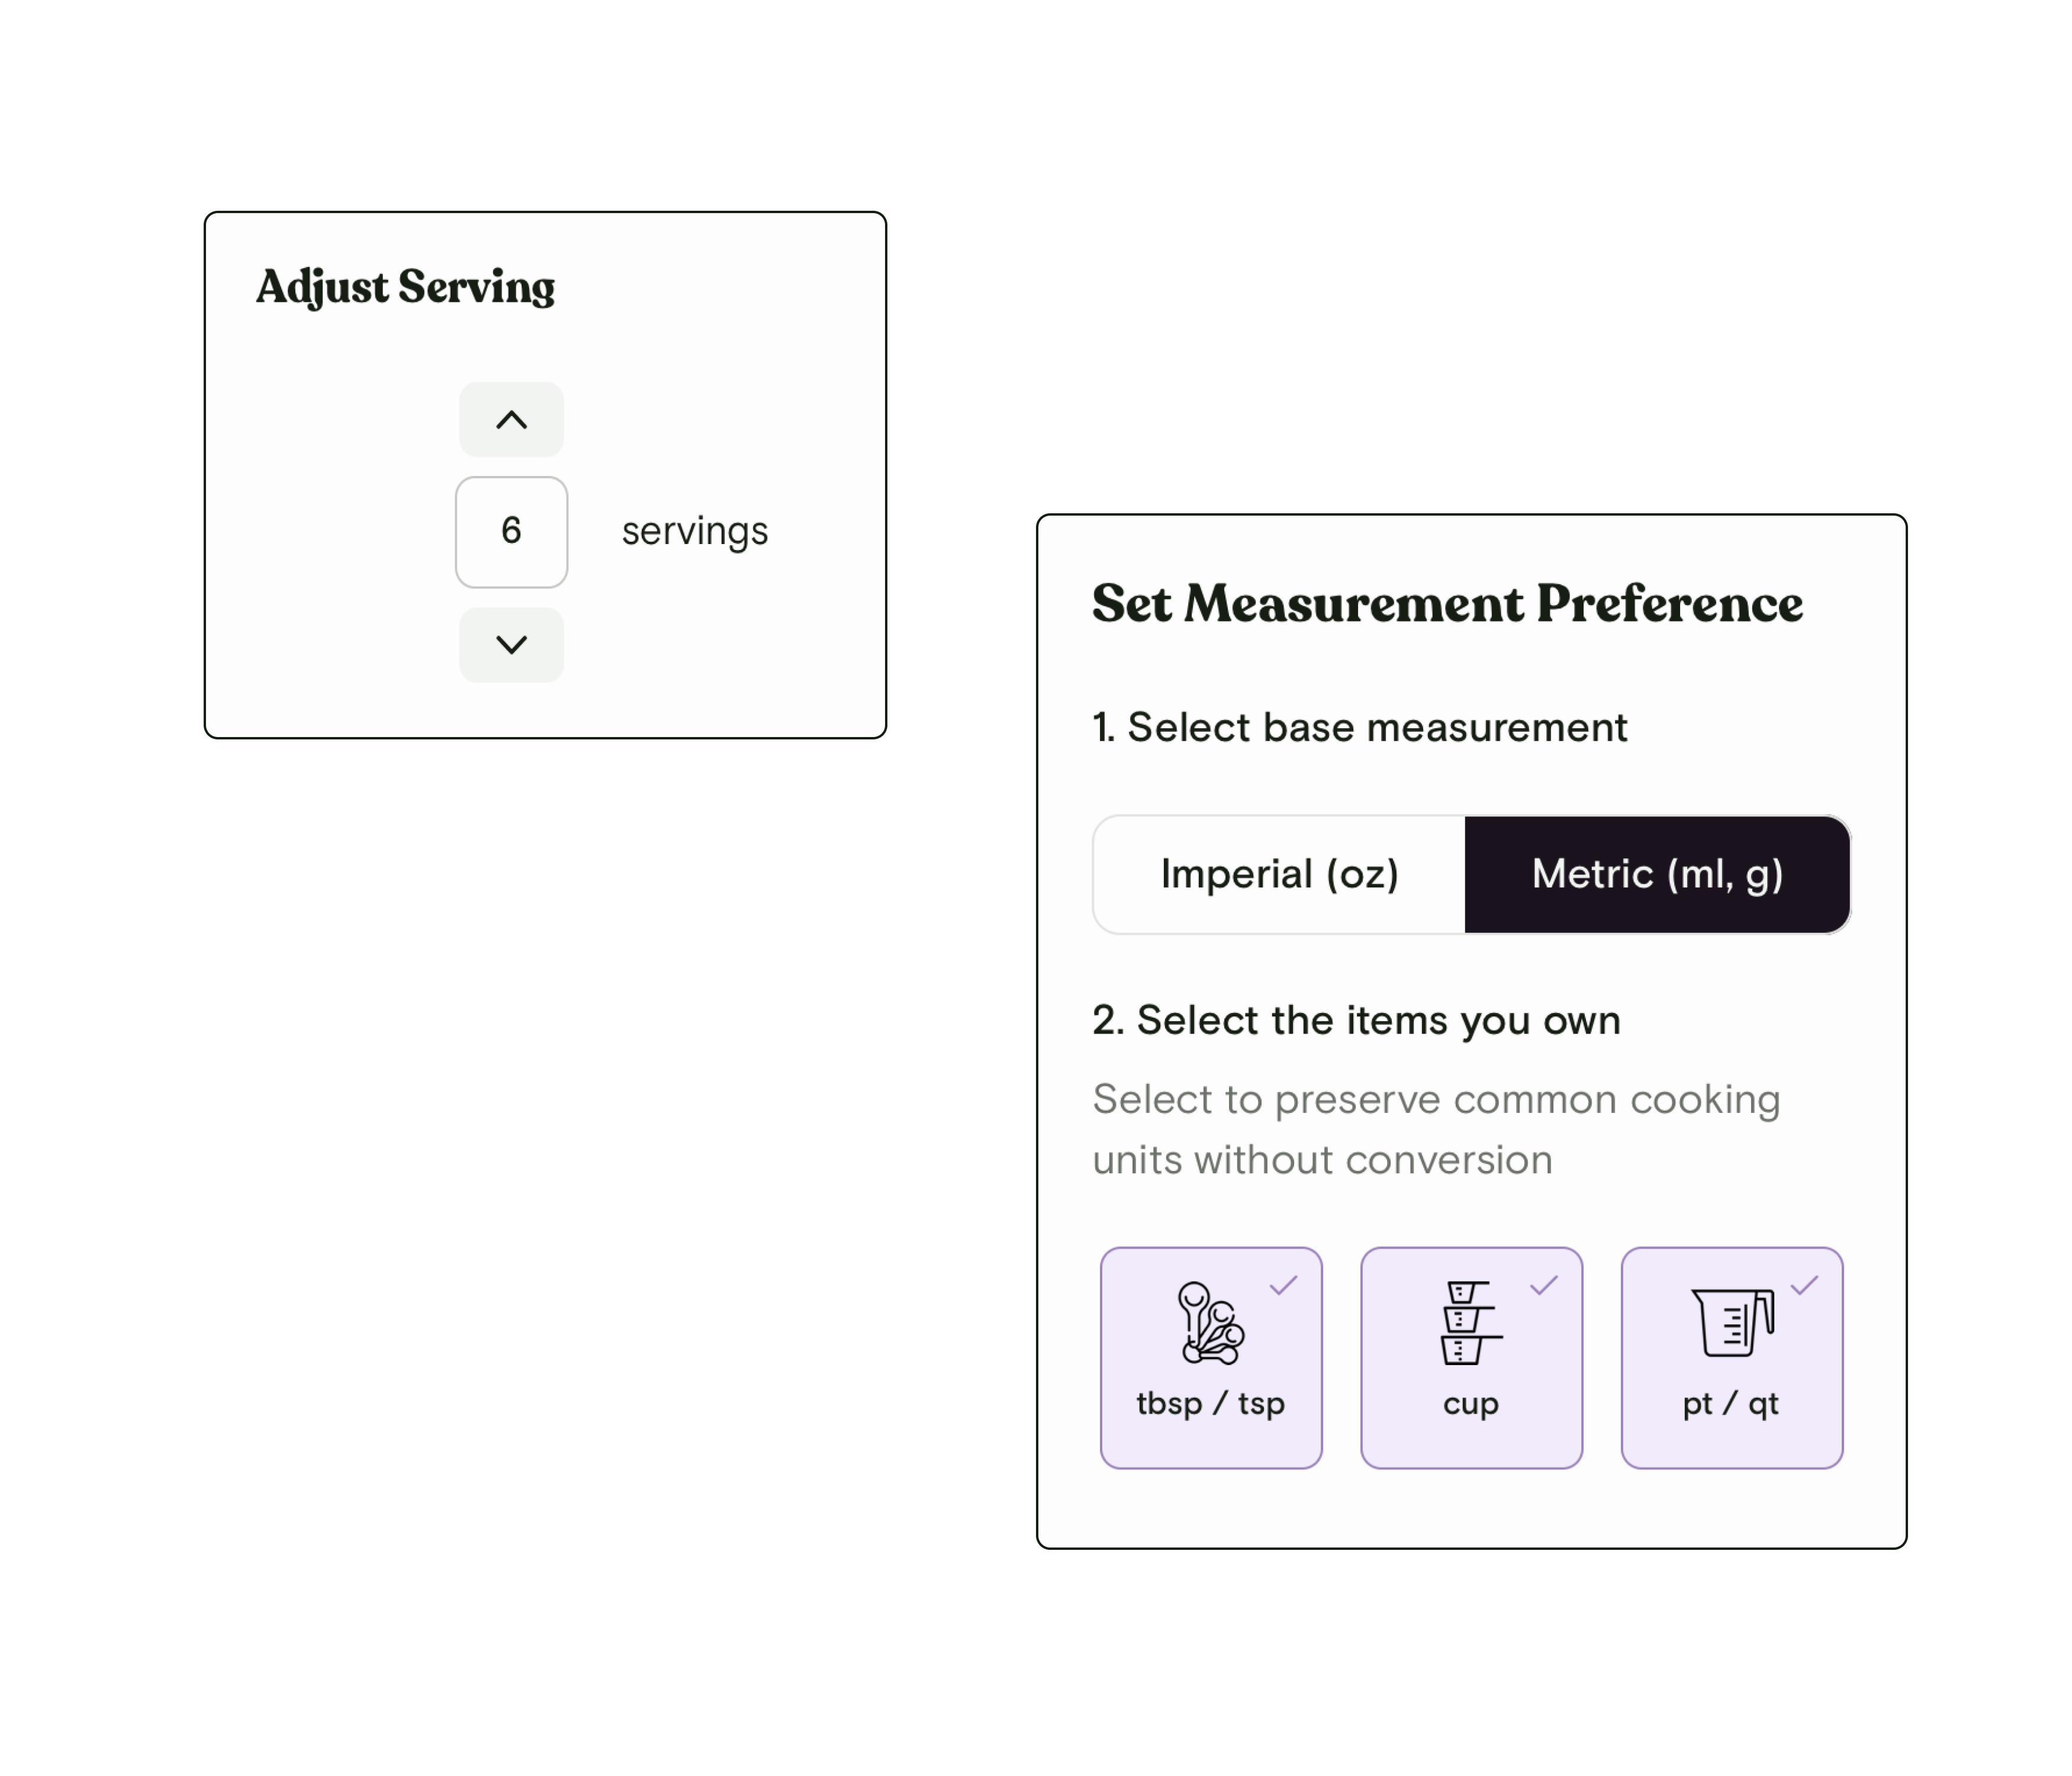 Adjust Serving
6
servings
Set Measurement Preference
1. Select base measurement
Imperial (oz)
Metric (ml, g)
2. Select the items you own
Select to preserve common cooking
units without conversion
tbsp / tsp
cup
pt / qt